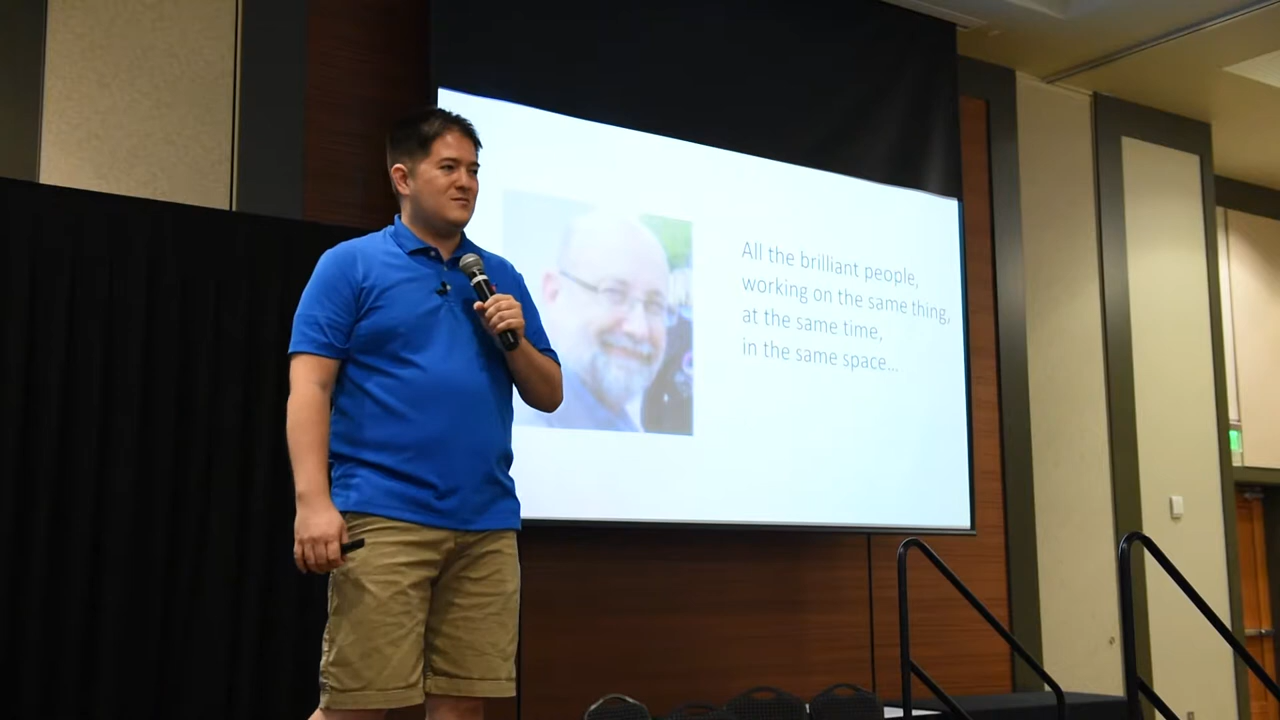 All the brilliant people,
working on the same thing,
at the same time,
in the same space...